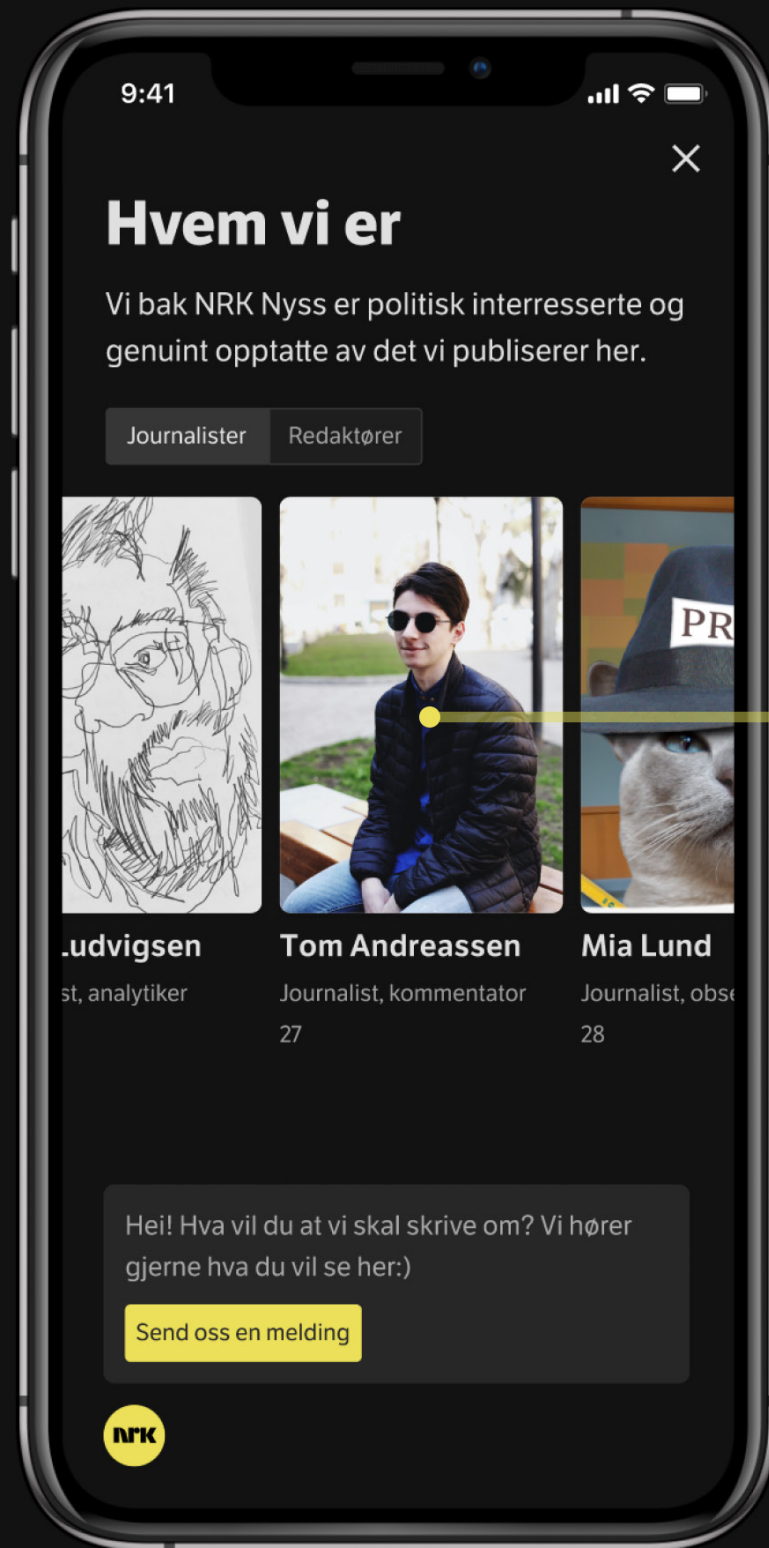 9:41
Hvem vi er
Vi bak NRK Nyss er politisk interresserte og
genuint opptatte av det vi publiserer her.
Journalister Redaktører
PR
Tom Andreassen
Mia Lund
analytiker
Journalist, kommentator
Journalist,
27
28
Hei! Hva vil du at vi skal skrive om? Vi hører
gjerne hva du vil se her:)
Send oss en melding
nrk